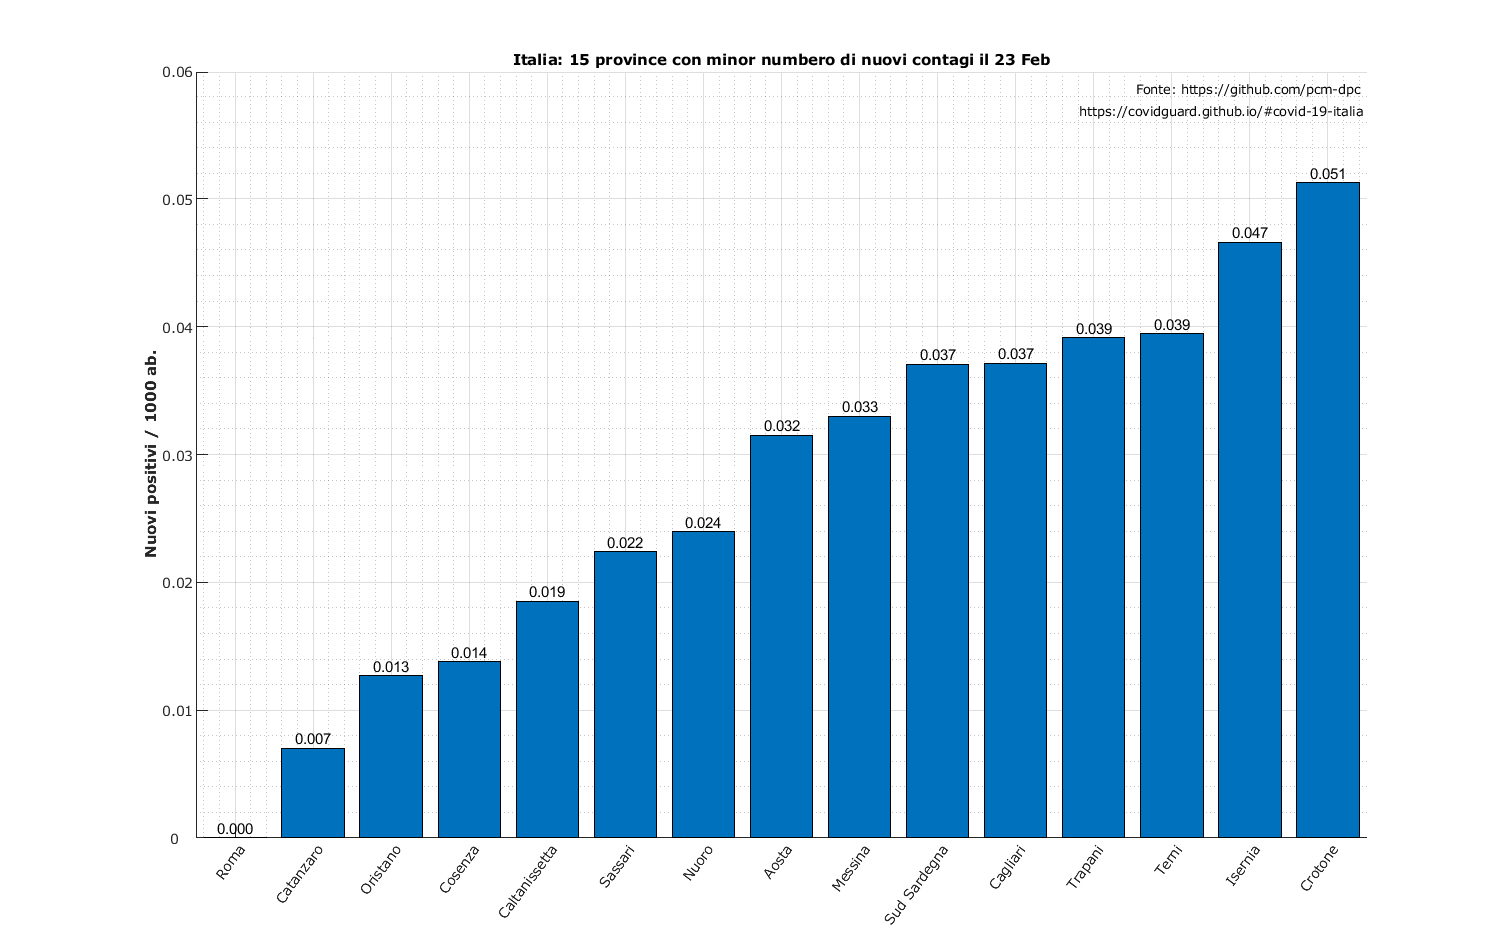 Italia: 15 province con minor numbero di nuovi contagi il 23 Feb
Fonte: https://github.com/pcm-dpc
https://covidguard.github.io/#covid-19-italia
Nuovi positivi / 1000 ab.
0.06
0.05
0.04
0.03
0.02
0.01
0
0.000
0.007
0.013
0.014
0.019
0.022
0.024
0.032
0.033
0.037
0.037
0.039
0.039
0.047
0.051
Roma
Catanzaro
Oristano
Cosenza
Caltanissetta
Sassari
Nuoro
Aosta
Messina
Sud Sardegna
Cagliari
Trapani
Terni
Isernia
Crotone